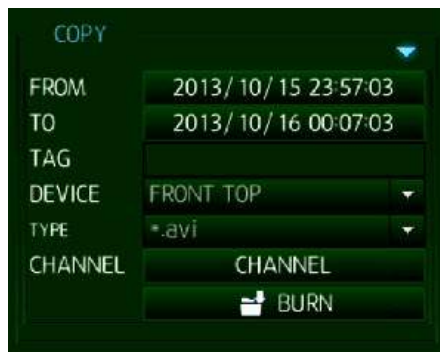 COPY
FROM 2013/10/15 23:57:03
TO 2013/10/16 00:07:03
TAG
DEVICE FRONT TOP
TYPE *.avi
CHANNEL CHANNEL
BURN